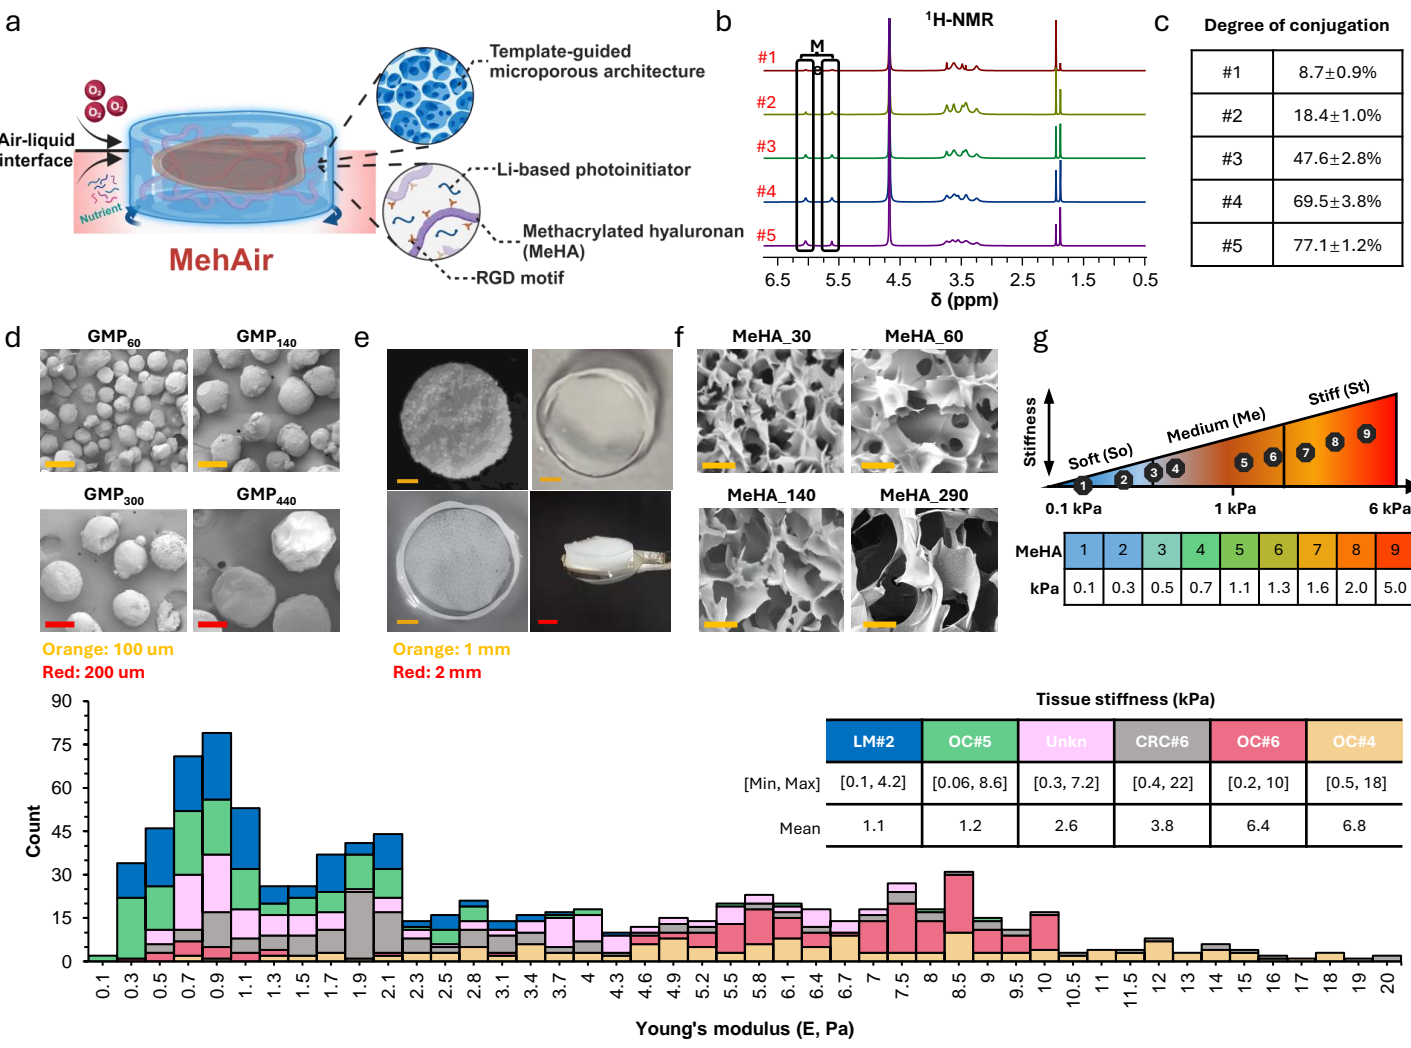 a
O₂
O₂
O₂
Air-liquid
interface
Nutrient
MehAir
Template-guided
microporous architecture
Li-based photoinitiator
Methacrylated hyaluronan
(MeHA)
RGD motif
b
¹H-NMR
Me
#1
#2
#3
#4
#5
6.5 5.5 4.5 3.5 2.5 1.5 0.5
δ (ppm)
c
Degree of conjugation
#1 8.7±0.9%
#2 18.4±1.0%
#3 47.6±2.8%
#4 69.5±3.8%
#5 77.1±1.2%
d
GMP₆₀ GMP₁₄₀
GMP₃₀₀ GMP₄₄₀
Orange: 100 um
Red: 200 um
e
Orange: 1 mm
Red: 2 mm
f
MeHA_30 MeHA_60
MeHA_140 MeHA_290
g
Stiffness
Soft (So)
Medium (Me)
Stiff (St)
1 2 3 4 5 6 7 8 9
0.1 kPa 1 kPa 6 kPa
MeHA 1 2 3 4 5 6 7 8 9
kPa 0.1 0.3 0.5 0.7 1.1 1.3 1.6 2.0 5.0
Tissue stiffness (kPa)
LM#2 OC#5 Unkn CRC#6 OC#6 OC#4
[Min, Max] [0.1, 4.2] [0.06, 8.6] [0.3, 7.2] [0.4, 22] [0.2, 10] [0.5, 18]
Mean 1.1 1.2 2.6 3.8 6.4 6.8
Count
90
75
60
45
30
15
0
0.1 0.3 0.5 0.7 0.9 1.1 1.3 1.5 1.7 1.9 2.1 2.3 2.5 2.8 3.1 3.4 3.7 4 4.3 4.6 4.9 5.2 5.5 5.8 6.1 6.4 6.7 7 7.5 8 8.5 9 9.5 10 10.5 11 11.5 12 13 14 15 16 17 18 19 20
Young's modulus (E, Pa)